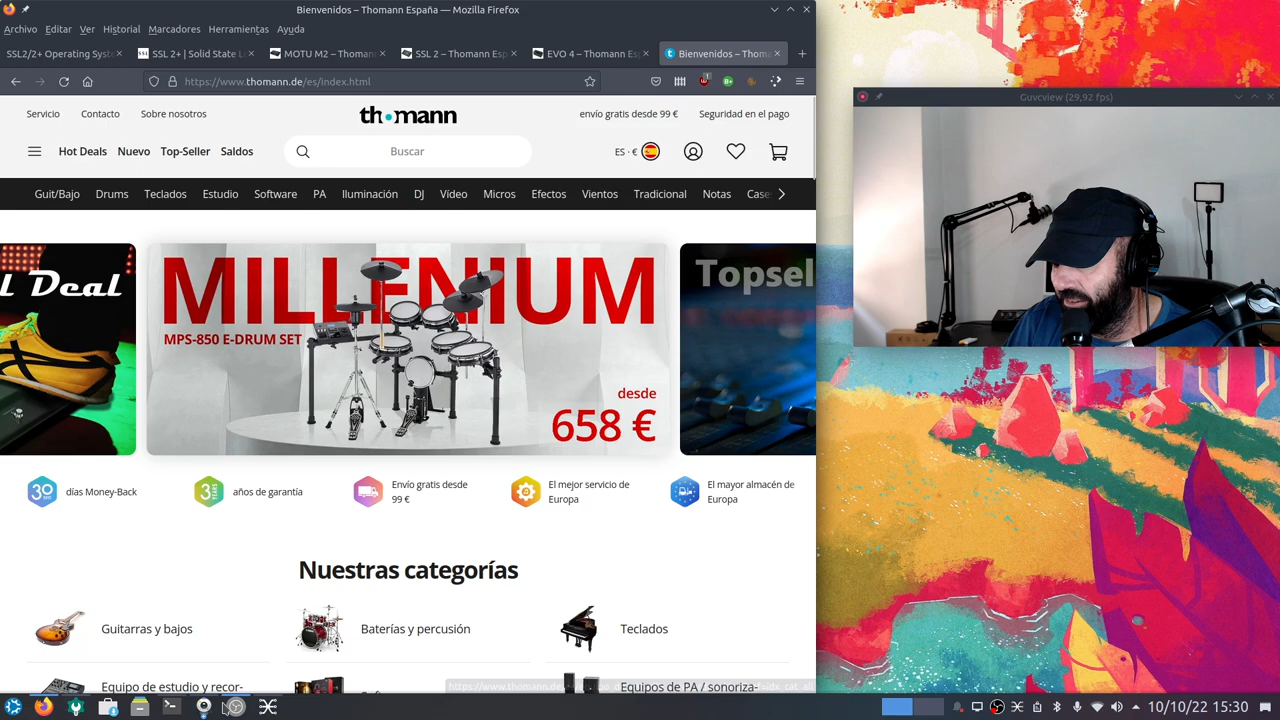 Bienvenidos – Thomann España — Mozilla Firefox
Archivo Editar Ver Historial Marcadores Herramientas Ayuda
SSL2/2+ Operating Syst
SSL 2+ | Solid State L
MOTU M2 – Thomann
SSL 2 – Thomann Esp
EVO 4 – Thomann Es
Bienvenidos – Thoma
https://www.thomann.de/es/index.html
Guvcview (29,92 fps)
Servicio Contacto Sobre nosotros
th•mann
envío gratis desde 99 € Seguridad en el pago
Hot Deals Nuevo Top-Seller Saldos
Buscar
ES · €
Guit/Bajo Drums Teclados Estudio Software PA Iluminación DJ Vídeo Micros Efectos Vientos Tradicional Notas Case
l Deal
MILLENIUM
MPS-850 E-DRUM SET
desde
658 €
Topsel
30 días Money-Back
3 años de garantía
Envío gratis desde
99 €
El mejor servicio de
Europa
El mayor almacén de
Europa
Nuestras categorías
Guitarras y bajos
Baterías y percusión
Teclados
Equipo de estudio y recor-
Equipos de PA / sonoriza-
10/10/22 15:30